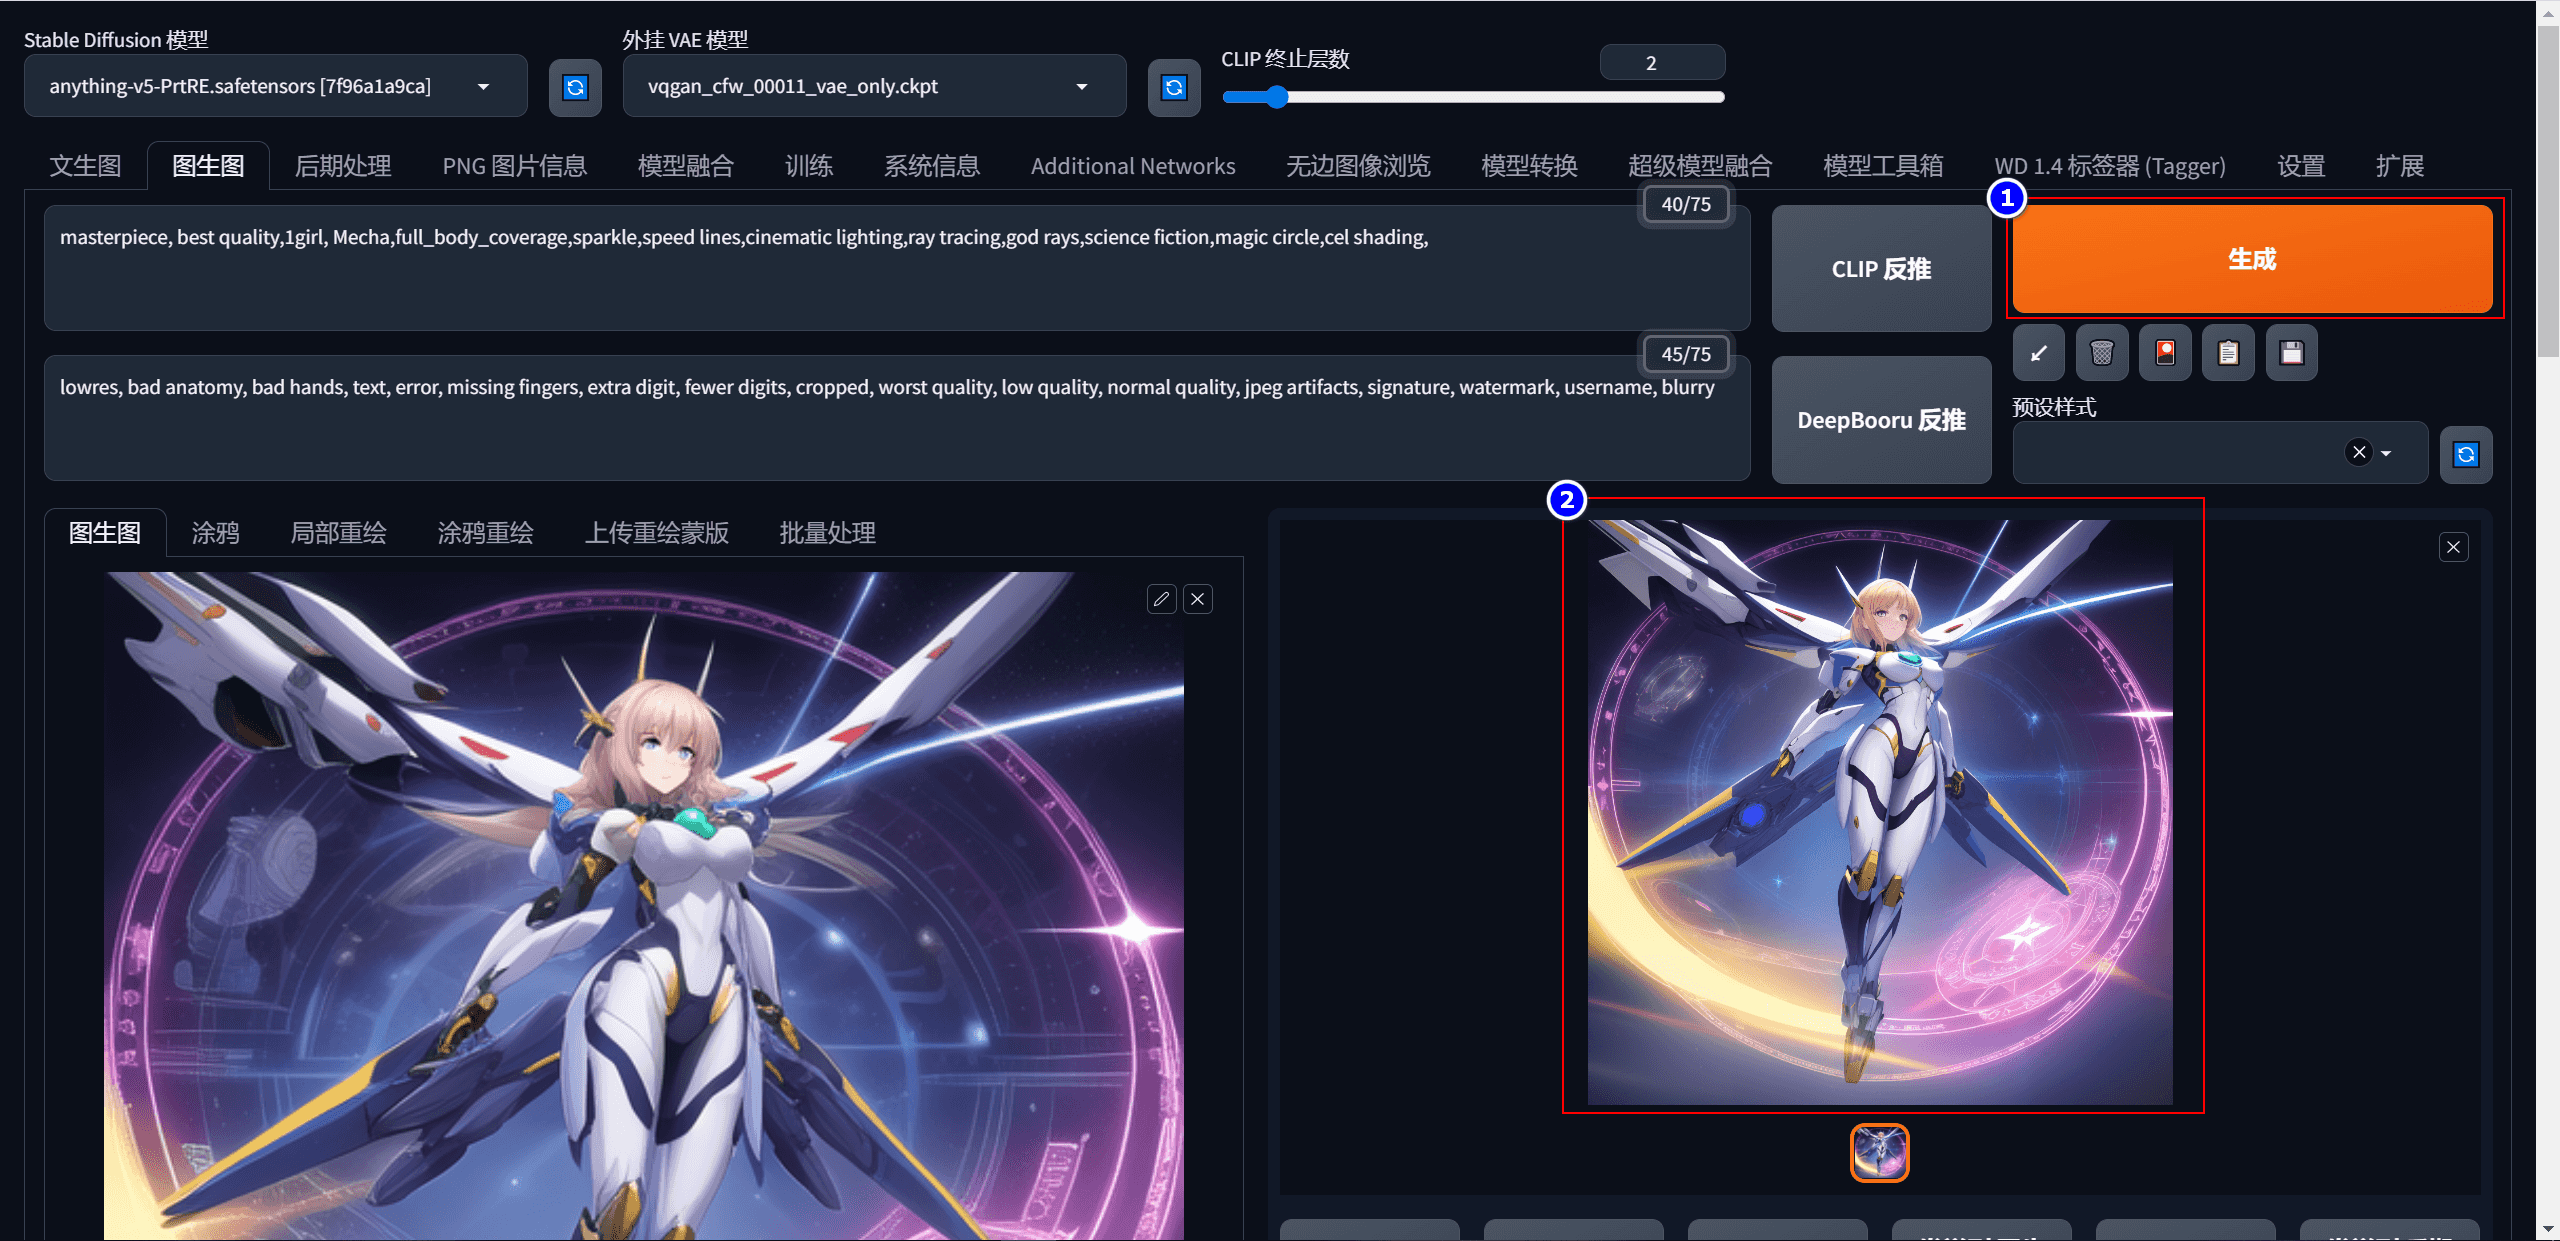 Stable Diffusion 模型
外挂 VAE 模型
CLIP 终止层数
2
anything-v5-PrtRE.safetensors [7f96a1a9ca]
vqgan_cfw_00011_vae_only.ckpt
文生图 图生图 后期处理 PNG 图片信息 模型融合 训练 系统信息 Additional Networks 无边图像浏览 模型转换 超级模型融合 模型工具箱 WD 1.4 标签器 (Tagger) 设置 扩展
1
40/75
masterpiece, best quality,1girl, Mecha,full_body_coverage,sparkle,speed lines,cinematic lighting,ray tracing,god rays,science fiction,magic circle,cel shading,
CLIP 反推
生成
45/75
lowres, bad anatomy, bad hands, text, error, missing fingers, extra digit, fewer digits, cropped, worst quality, low quality, normal quality, jpeg artifacts, signature, watermark, username, blurry
DeepBooru 反推
预设样式
2
图生图 涂鸦 局部重绘 涂鸦重绘 上传重绘蒙版 批量处理